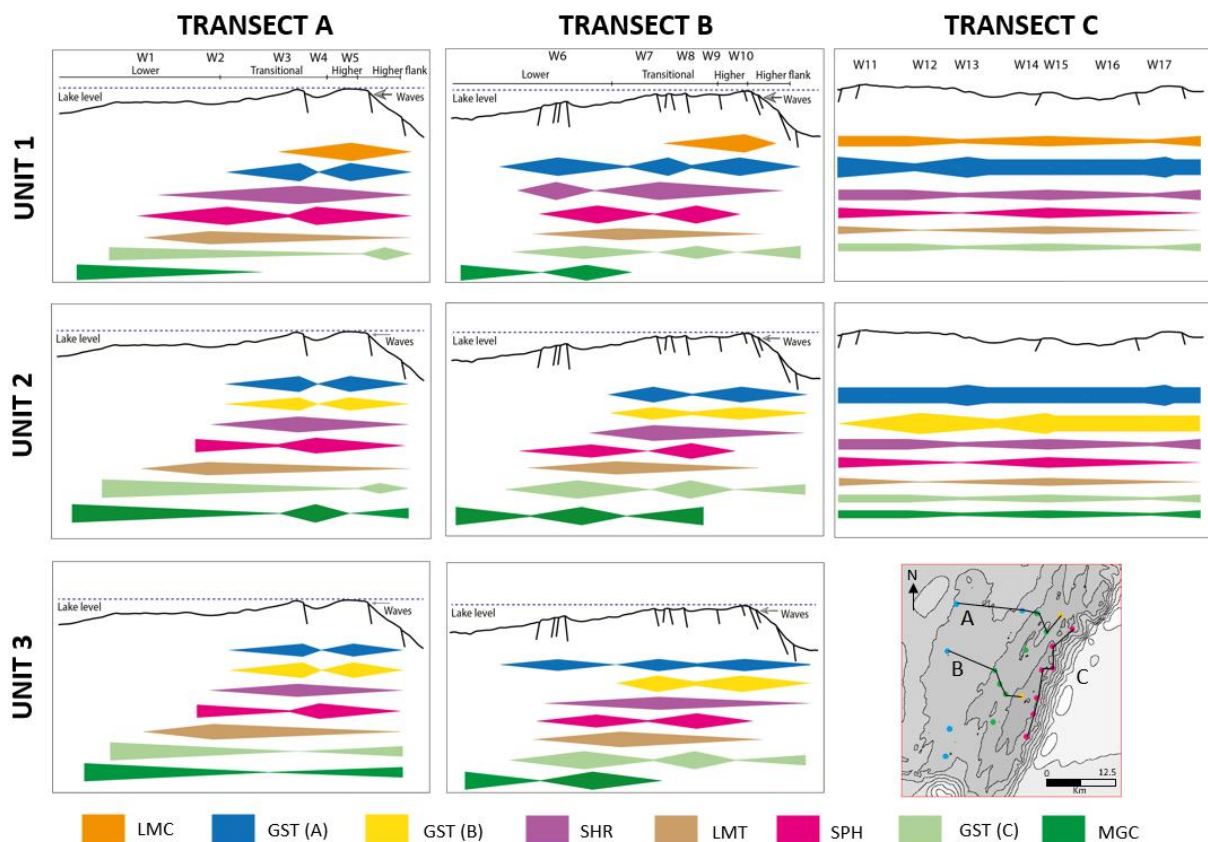 TRANSECT A TRANSECT B TRANSECT C
UNIT 1
W1 W2 W3 W4 W5
Lower Transitional Higher Higher flank
Lake level
Waves
W6 W7 W8 W9 W10
Lower Transitional Higher Higher flank
Lake level
Waves
W11 W12 W13 W14 W15 W16 W17
UNIT 2
Lake level
Waves
Lake level
Waves
UNIT 3
Lake level
Waves
Lake level
Waves
N
A
B
C
0 12.5
Km
LMC GST (A) GST (B) SHR LMT SPH GST (C) MGC